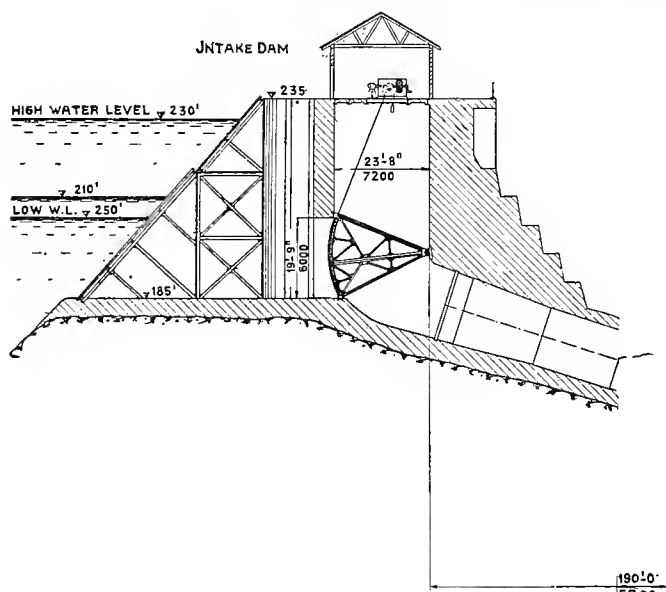 JNTAKE DAM
235
HIGH WATER LEVEL 230'
23'-8"
7200
210'
LOW W.L. 250'
19'-9"
6000
185'
190'-0"